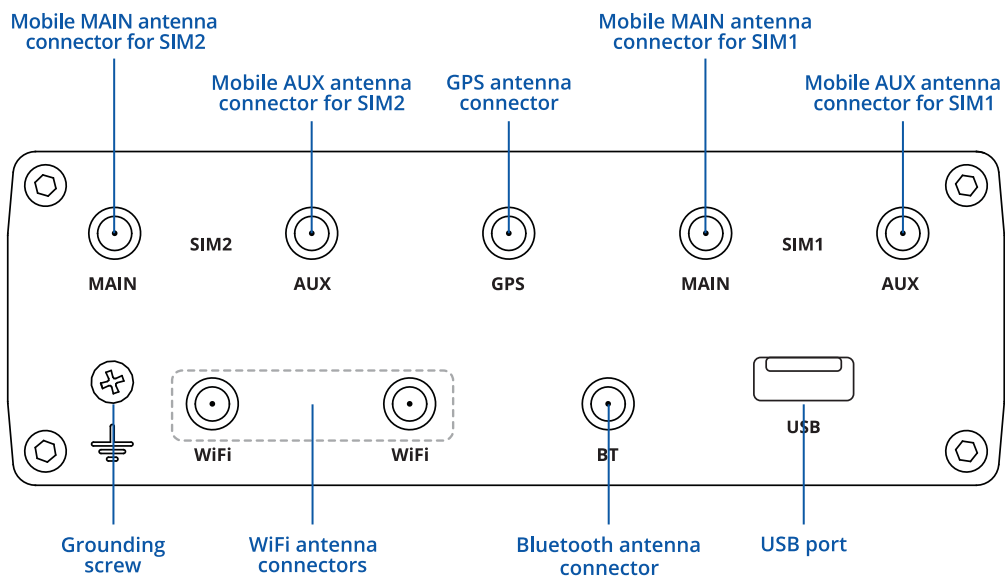 Mobile MAIN antenna
connector for SIM2
Mobile MAIN antenna
connector for SIM1
Mobile AUX antenna
connector for SIM2
GPS antenna
connector
Mobile AUX antenna
connector for SIM1
SIM2
SIM1
MAIN
AUX
GPS
MAIN
AUX
USB
WiFi
WiFi
BT
Grounding
screw
WiFi antenna
connectors
Bluetooth antenna
connector
USB port